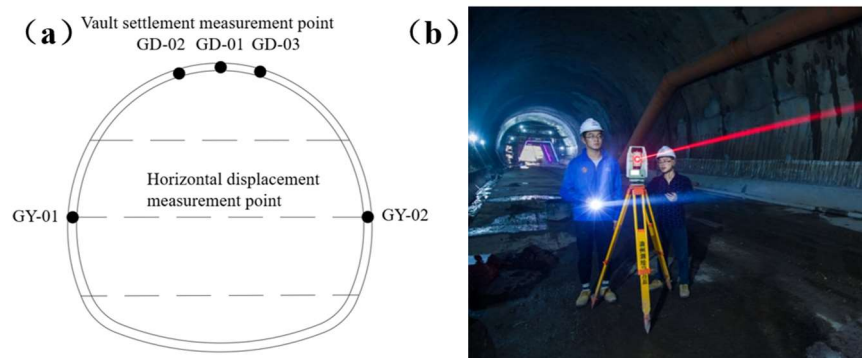 (a)
Vault settlement measurement point
GD-02 GD-01 GD-03
Horizontal displacement
measurement point
GY-01
GY-02
(b)